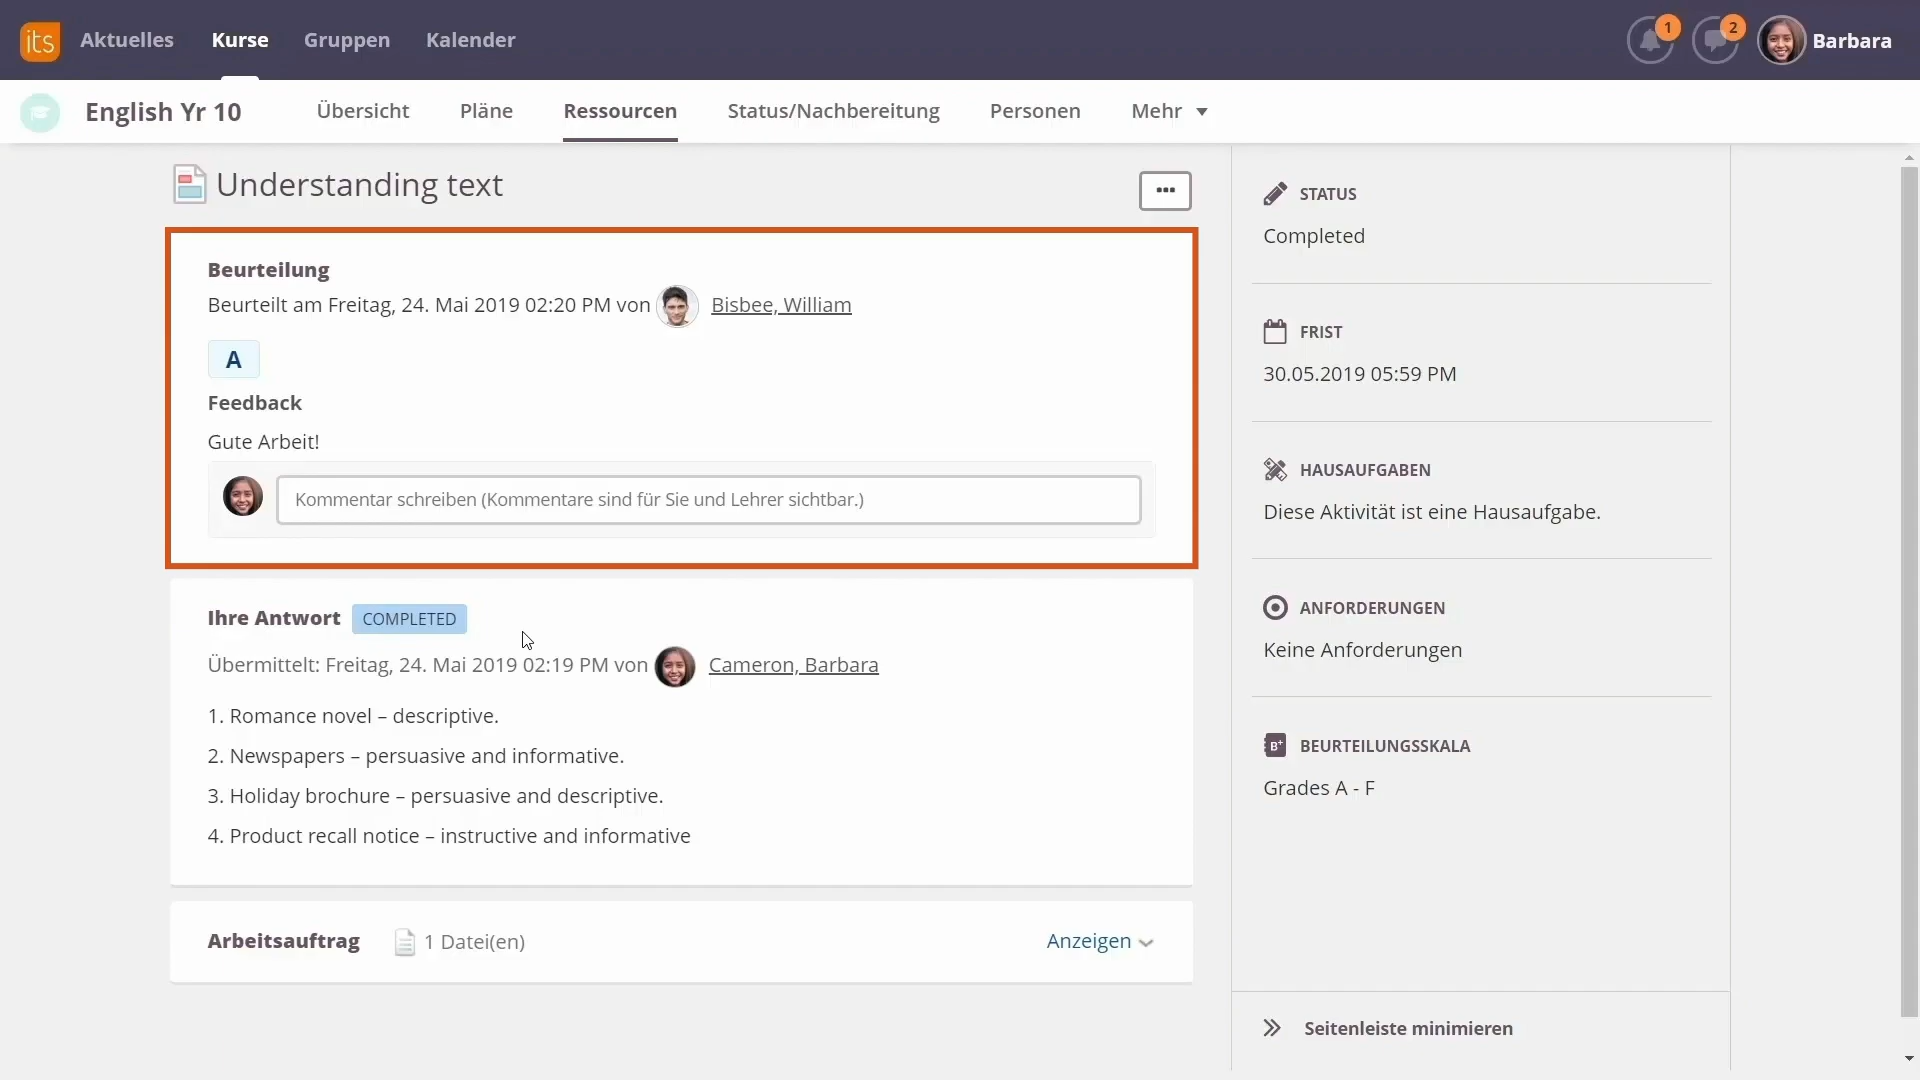 its Aktuelles Kurse Gruppen Kalender 1 2 Barbara
English Yr 10 Übersicht Pläne Ressourcen Status/Nachbereitung Personen Mehr
Understanding text
•••
Beurteilung
Beurteilt am Freitag, 24. Mai 2019 02:20 PM von Bisbee, William
A
Feedback
Gute Arbeit!
Kommentar schreiben (Kommentare sind für Sie und Lehrer sichtbar.)
Ihre Antwort COMPLETED
Übermittelt: Freitag, 24. Mai 2019 02:19 PM von Cameron, Barbara
1. Romance novel – descriptive.
2. Newspapers – persuasive and informative.
3. Holiday brochure – persuasive and descriptive.
4. Product recall notice – instructive and informative
Arbeitsauftrag 1 Datei(en) Anzeigen
STATUS
Completed
FRIST
30.05.2019 05:59 PM
HAUSAUFGABEN
Diese Aktivität ist eine Hausaufgabe.
ANFORDERUNGEN
Keine Anforderungen
B+ BEURTEILUNGSSKALA
Grades A - F
Seitenleiste minimieren